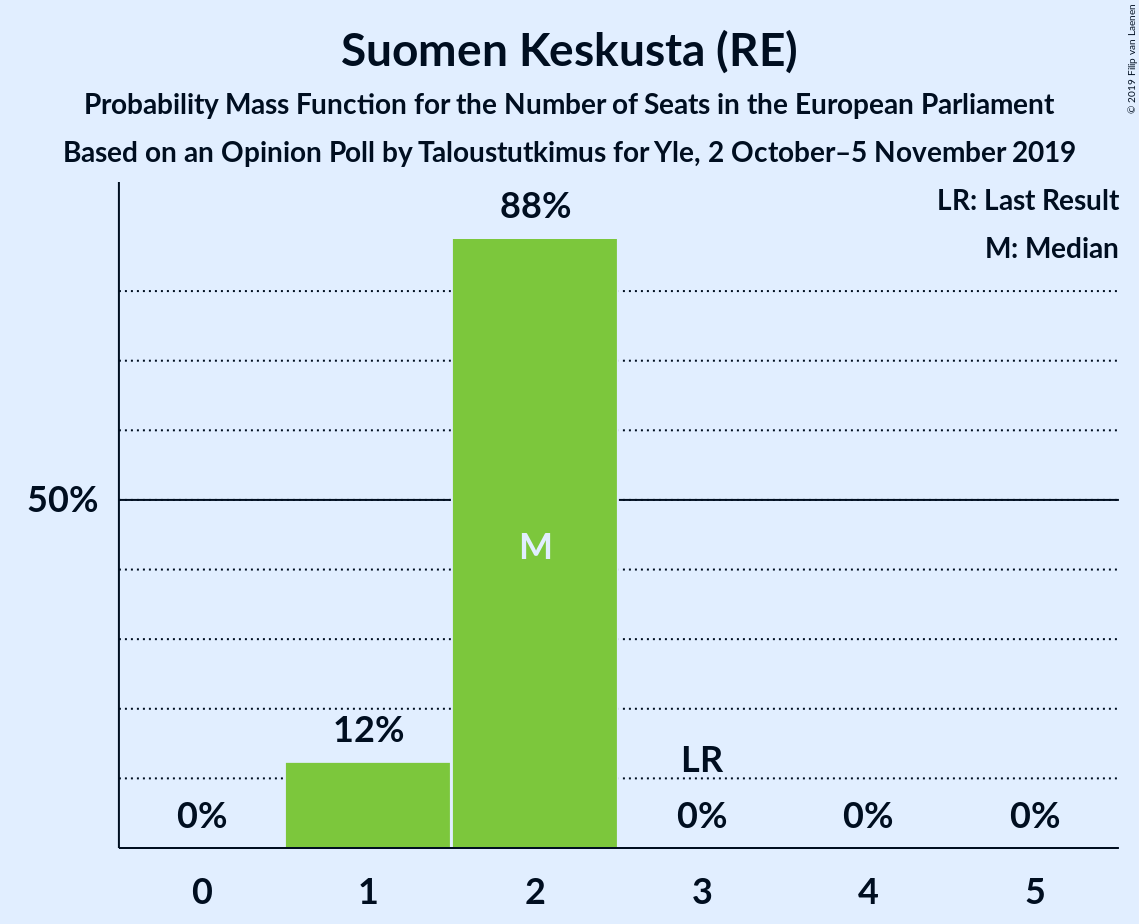 Suomen Keskusta (RE)
Probability Mass Function for the Number of Seats in the European Parliament
Based on an Opinion Poll by Taloustutkimus for Yle, 2 October–5 November 2019
© 2019 Filip van Laenen
LR: Last Result
M: Median
88%
50%
M
12%
LR
0%
0%
0%
0%
0
1
2
3
4
5